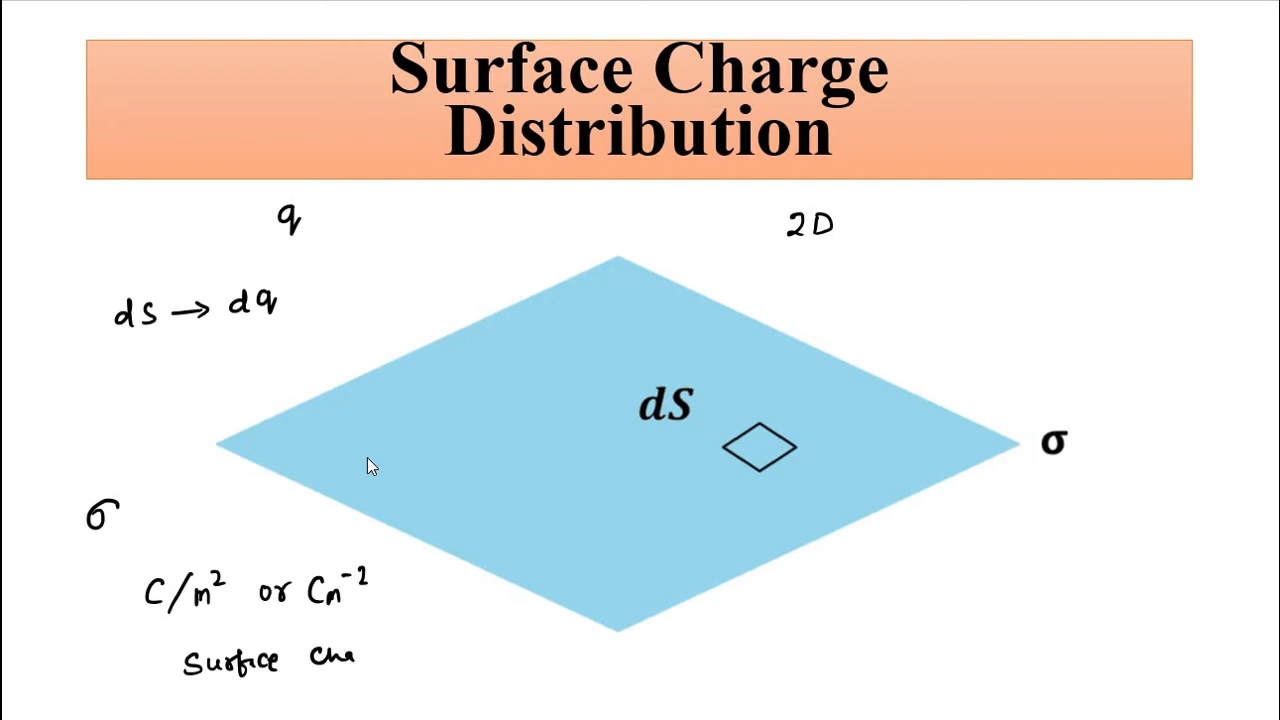 Surface Charge
Distribution
q
2D
dS → dq
dS
σ
σ
C/m² or Cm⁻²
Surface Cha